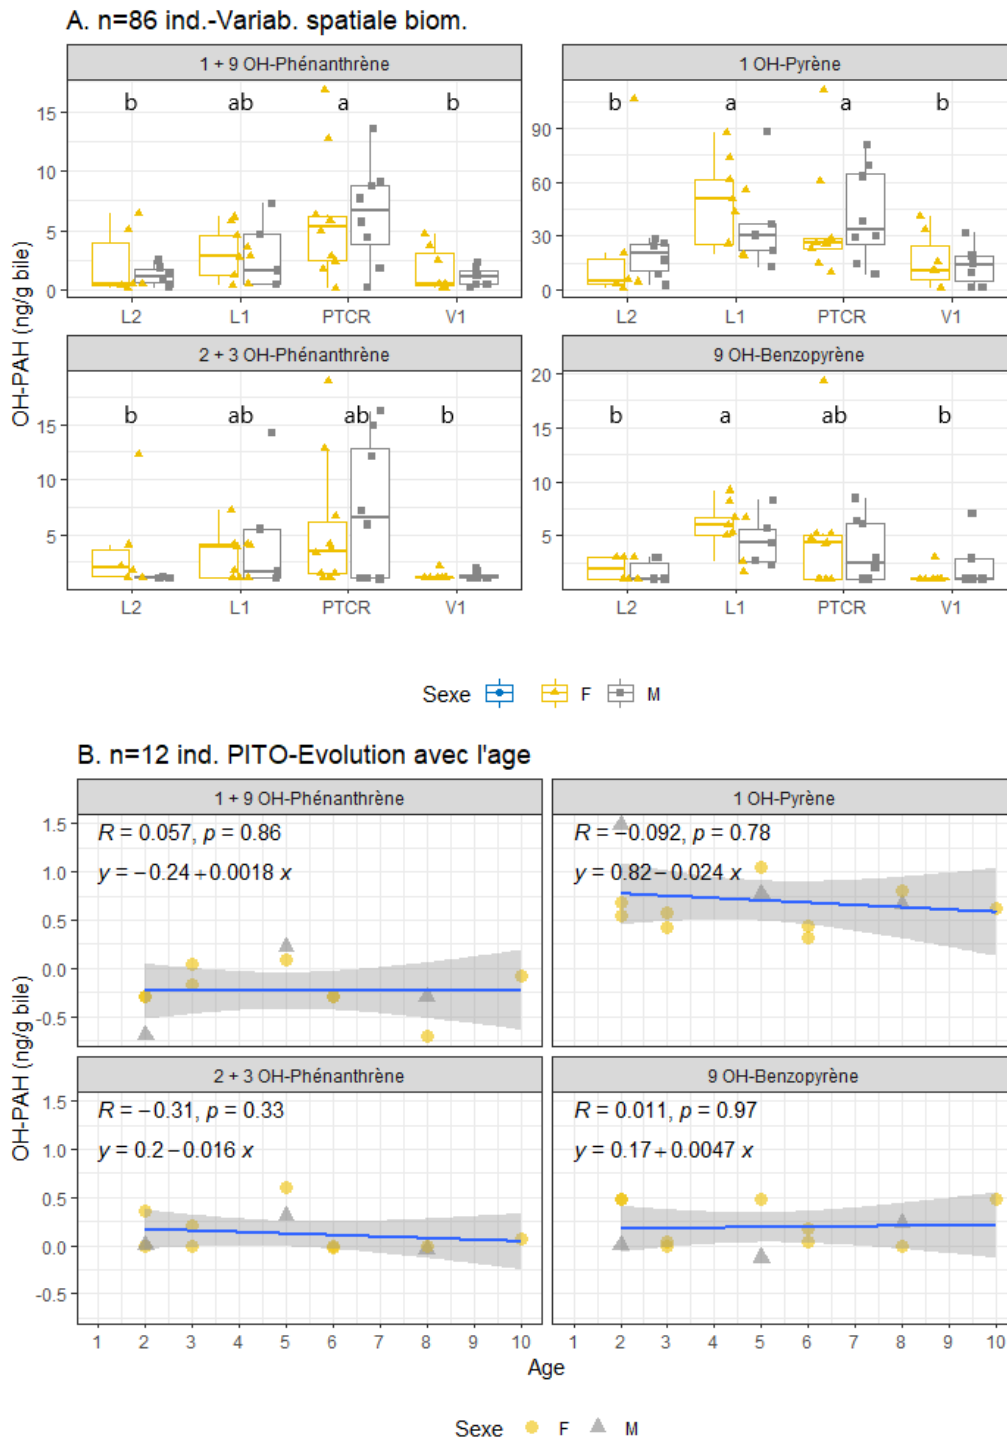 A. n=86 ind.-Variab. spatiale biom.
1 + 9 OH-Phénanthrène
1 OH-Pyrène
b ab a b
b a a b
15
10
5
0
90
60
30
0
L2 L1 PTCR V1
L2 L1 PTCR V1
OH-PAH (ng/g bile)
2 + 3 OH-Phénanthrène
9 OH-Benzopyrène
b ab ab b
b a ab b
15
10
5
20
15
10
5
L2 L1 PTCR V1
L2 L1 PTCR V1
Sexe F M
B. n=12 ind. PITO-Evolution avec l'age
1 + 9 OH-Phénanthrène
1 OH-Pyrène
R = 0.057, p = 0.86
y = −0.24 + 0.0018 x
R = −0.092, p = 0.78
y = 0.82 − 0.024 x
1.5
1.0
0.5
0.0
-0.5
OH-PAH (ng/g bile)
2 + 3 OH-Phénanthrène
9 OH-Benzopyrène
R = −0.31, p = 0.33
y = 0.2 − 0.016 x
R = 0.011, p = 0.97
y = 0.17 + 0.0047 x
1.5
1.0
0.5
0.0
-0.5
1 2 3 4 5 6 7 8 9 10
1 2 3 4 5 6 7 8 9 10
Age
Sexe F M